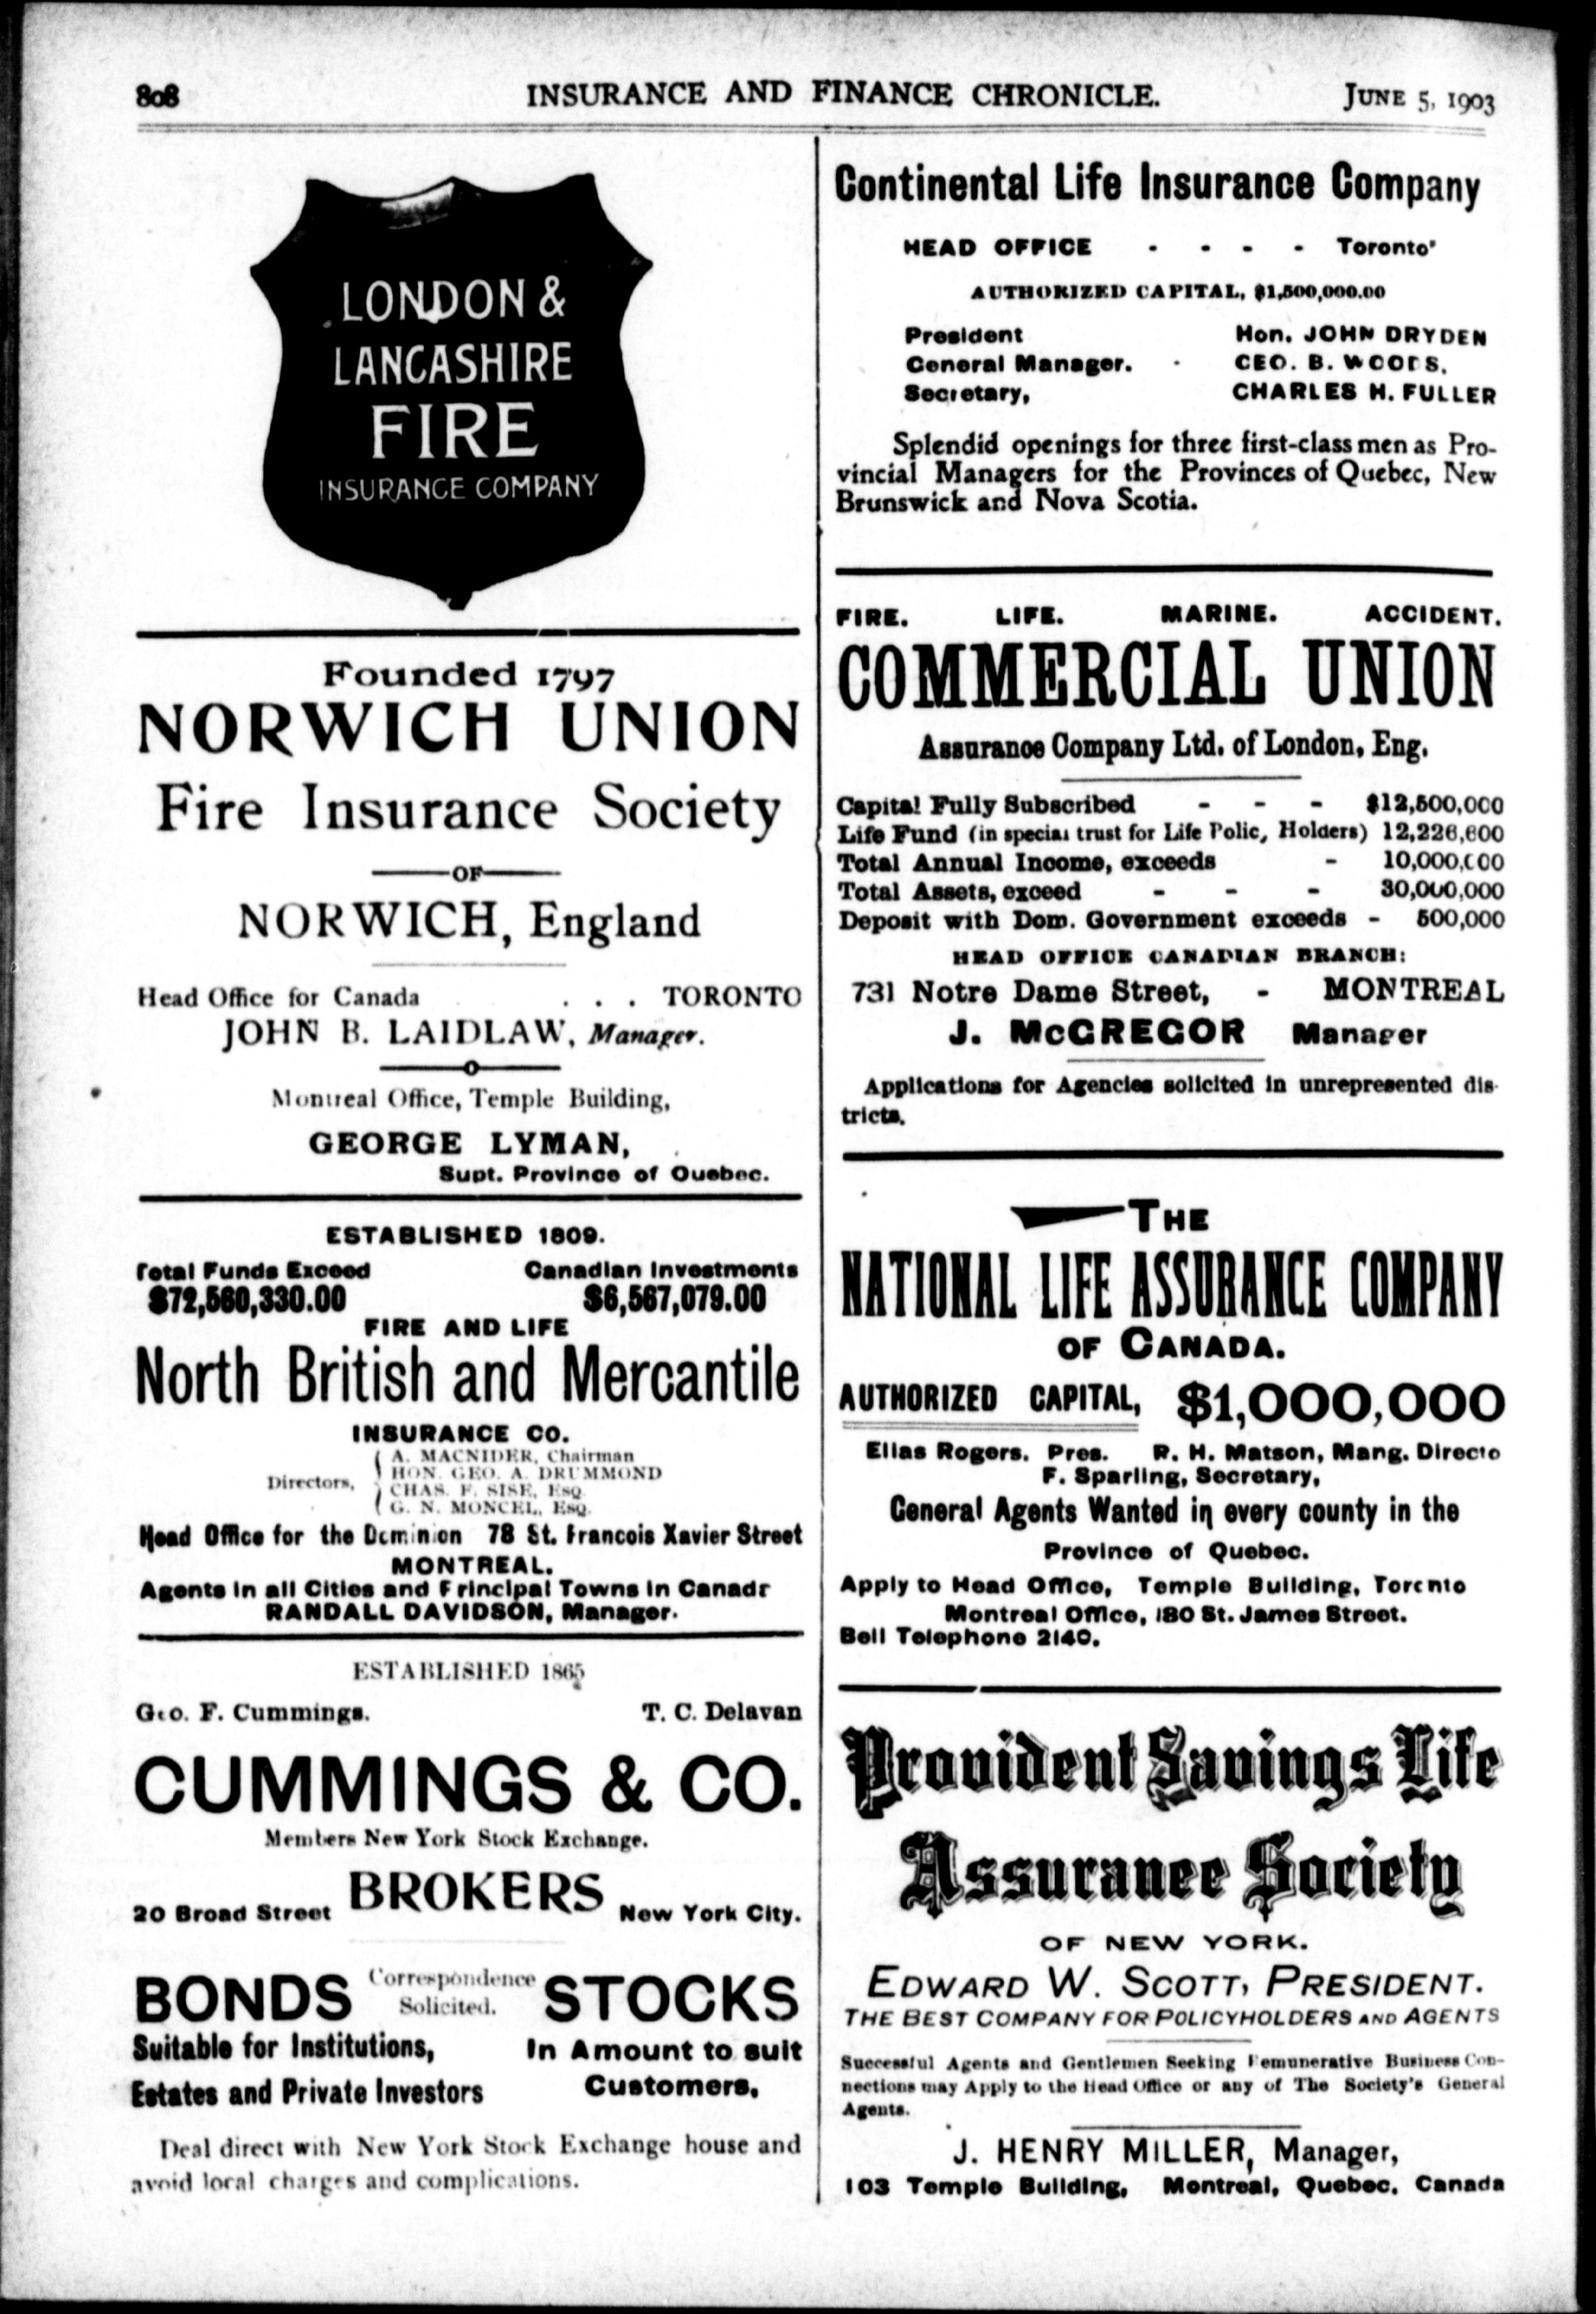 808 INSURANCE AND FINANCE CHRONICLE. JUNE 5, 1903
LONDON &
LANCASHIRE
FIRE
INSURANCE COMPANY
Founded 1797
NORWICH UNION
Fire Insurance Society
OF
NORWICH, England
Head Office for Canada . . . TORONTO
JOHN B. LAIDLAW, Manager.
Montreal Office, Temple Building,
GEORGE LYMAN,
Supt. Province of Quebec.
ESTABLISHED 1809.
Total Funds Exceed Canadian Investments
$72,560,330.00 $6,567,079.00
FIRE AND LIFE
North British and Mercantile
INSURANCE CO.
A. MACNIDER, Chairman
Directors, HON. GEO. A. DRUMMOND
CHAS. F. SISE, ESQ.
G. N. MONCEL, ESQ.
Head Office for the Dominion 78 St. Francois Xavier Street
MONTREAL.
Agents in all Cities and Principal Towns in Canada
RANDALL DAVIDSON, Manager.
ESTABLISHED 1865
Geo. F. Cummings. T. C. Delavan
CUMMINGS & CO.
Members New York Stock Exchange.
20 Broad Street BROKERS New York City.
BONDS Correspondence Solicited. STOCKS
Suitable for Institutions, In Amount to suit
Estates and Private Investors Customers,
Deal direct with New York Stock Exchange house and
avoid local charges and complications.
Continental Life Insurance Company
HEAD OFFICE - - - - Toronto'
AUTHORIZED CAPITAL, $1,500,000.00
President Hon. JOHN DRYDEN
General Manager. - GEO. B. WOODS.
Secretary, CHARLES H. FULLER
Splendid openings for three first-class men as Pro-
vincial Managers for the Provinces of Quebec, New
Brunswick and Nova Scotia.
FIRE. LIFE. MARINE. ACCIDENT.
COMMERCIAL UNION
Assurance Company Ltd. of London, Eng.
Capital Fully Subscribed - - - $12,500,000
Life Fund (in special trust for Life Policy Holders) 12,226,600
Total Annual Income, exceeds - 10,000,000
Total Assets, exceed - - - 30,000,000
Deposit with Dom. Government exceeds - 500,000
HEAD OFFICE CANADIAN BRANCH:
731 Notre Dame Street, - MONTREAL
J. McGREGOR Manager
Applications for Agencies solicited in unrepresented dis-
tricts.
THE
NATIONAL LIFE ASSURANCE COMPANY
OF CANADA.
AUTHORIZED CAPITAL, $1,000,000
Elias Rogers. Pres. R. H. Matson, Mang. Directo
F. Sparling, Secretary,
General Agents Wanted in every county in the
Province of Quebec.
Apply to Head Office, Temple Building, Toronto
Montreal Office, 180 St. James Street.
Bell Telephone 2140.
Provident Savings Life
Assurance Society
OF NEW YORK.
EDWARD W. SCOTT, PRESIDENT.
THE BEST COMPANY FOR POLICYHOLDERS AND AGENTS
Successful Agents and Gentlemen Seeking Remunerative Business Con-
nections may Apply to the Head Office or any of The Society's General
Agents.
J. HENRY MILLER, Manager,
103 Temple Building, Montreal, Quebec, Canada